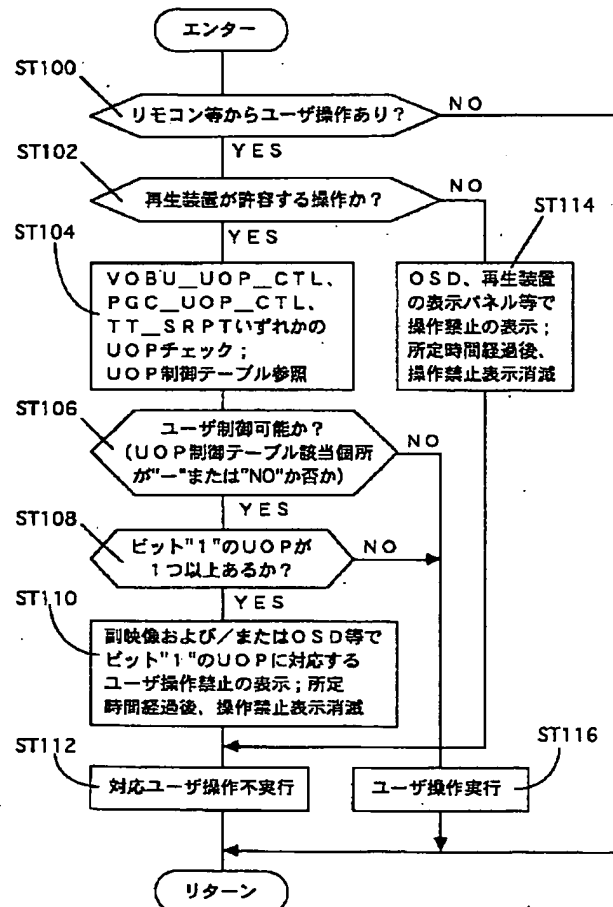 エンター
ST100
リモコン等からユーザ操作あり？
NO
YES
ST102
再生装置が許容する操作か？
NO
YES
ST104
VOBU_UOP_CTL、
PGC_UOP_CTL、
TT_SRPTいずれかの
UOPチェック；
UOP制御テーブル参照
ST114
OSD、再生装置
の表示パネル等で
操作禁止の表示；
所定時間経過後、
操作禁止表示消滅
ST106
ユーザ制御可能か？
(UOP制御テーブル該当個所
が"ー"または"NO"か否か)
NO
YES
ST108
ビット"1"のUOPが
1つ以上あるか？
NO
YES
ST110
副映像および／またはOSD等で
ビット"1"のUOPに対応する
ユーザ操作禁止の表示；所定
時間経過後、操作禁止表示消滅
ST112
対応ユーザ操作不実行
ST116
ユーザ操作実行
リターン